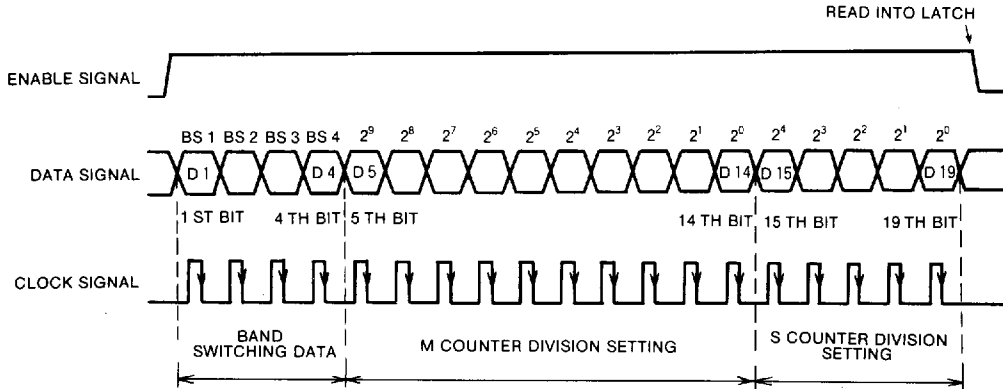 READ INTO LATCH
ENABLE SIGNAL
BS 1 BS 2 BS 3 BS 4 2⁹ 2⁸ 2⁷ 2⁶ 2⁵ 2⁴ 2³ 2² 2¹ 2⁰ 2⁴ 2³ 2² 2¹ 2⁰
DATA SIGNAL D 1 D 4 D 5 D 14 D 15 D 19
1 ST BIT 4 TH BIT 5 TH BIT 14 TH BIT 15 TH BIT 19 TH BIT
CLOCK SIGNAL
BAND
SWITCHING DATA
M COUNTER DIVISION SETTING
S COUNTER DIVISION
SETTING